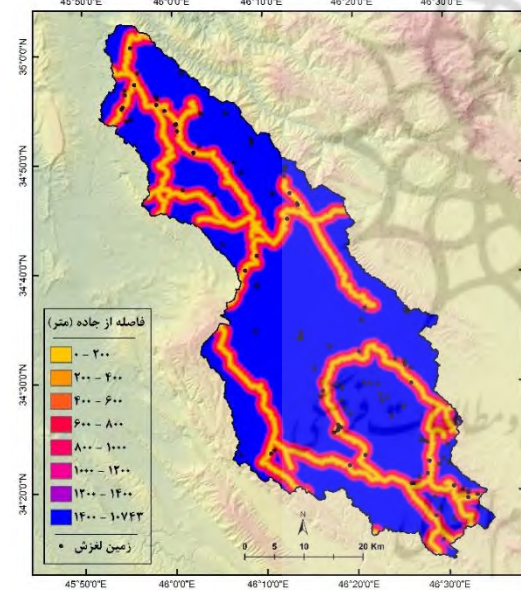 45°50'0"E 46°0'0"E 46°10'0"E 46°20'0"E 46°30'0"E
35°0'0"N
34°50'0"N
34°40'0"N
34°30'0"N
34°20'0"N
فاصله از جاده (متر)
۰ - ۲۰۰
۲۰۰ - ۴۰۰
۴۰۰ - ۶۰۰
۶۰۰ - ۸۰۰
۸۰۰ - ۱۰۰۰
۱۰۰۰ - ۱۲۰۰
۱۲۰۰ - ۱۴۰۰
۱۴۰۰ - ۱۰۷۴۳
زمین لغزش
N
0 5 10 20 Km
45°50'0"E 46°0'0"E 46°10'0"E 46°20'0"E 46°30'0"E